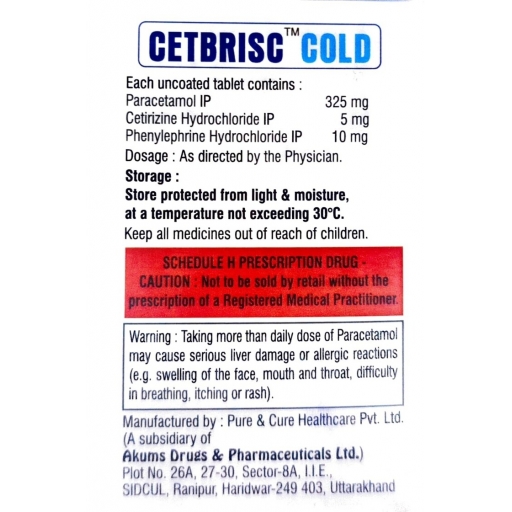 CETBRISC™ COLD
Each uncoated tablet contains :
Paracetamol IP 325 mg
Cetirizine Hydrochloride IP 5 mg
Phenylephrine Hydrochloride IP 10 mg
Dosage : As directed by the Physician.
Storage :
Store protected from light & moisture,
at a temperature not exceeding 30°C.
Keep all medicines out of reach of children.
SCHEDULE H PRESCRIPTION DRUG -
CAUTION : Not to be sold by retail without the
prescription of a Registered Medical Practitioner.
Warning : Taking more than daily dose of Paracetamol
may cause serious liver damage or allergic reactions
(e.g. swelling of the face, mouth and throat, difficulty
in breathing, itching or rash).
Manufactured by : Pure & Cure Healthcare Pvt. Ltd.
(A subsidiary of
Akums Drugs & Pharmaceuticals Ltd.)
Plot No. 26A, 27-30, Sector-8A, I.I.E.,
SIDCUL, Ranipur, Haridwar-249 403, Uttarakhand